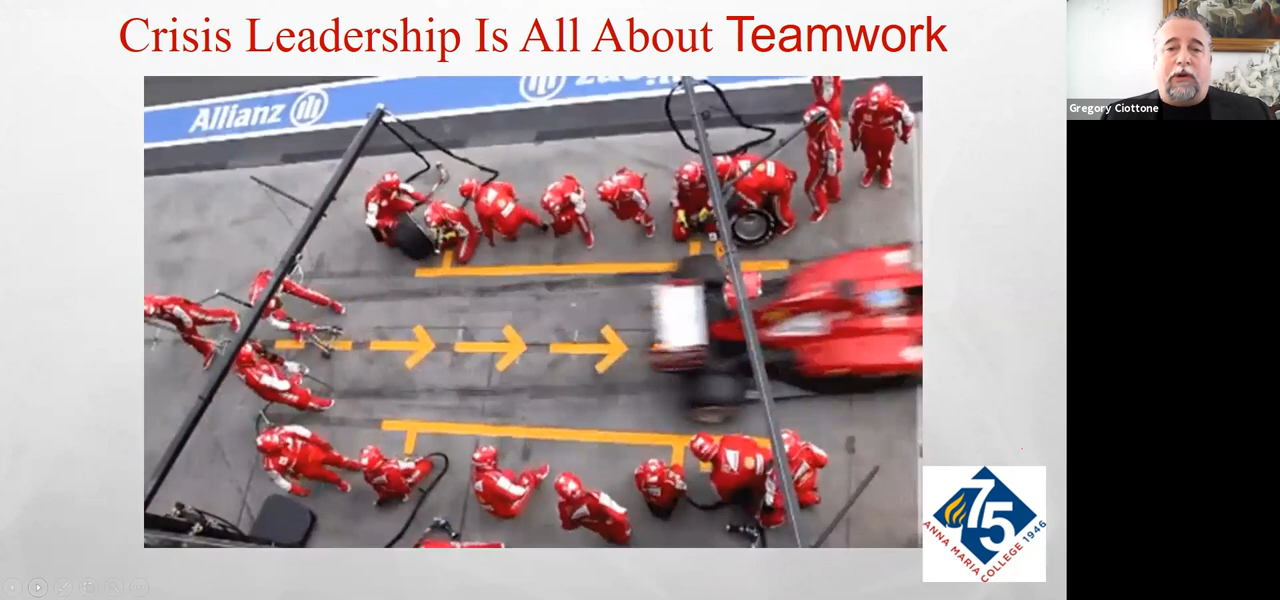 Crisis Leadership Is All About Teamwork
Gregory Ciottone
Allianz
75
ANNA MARIA COLLEGE 1946